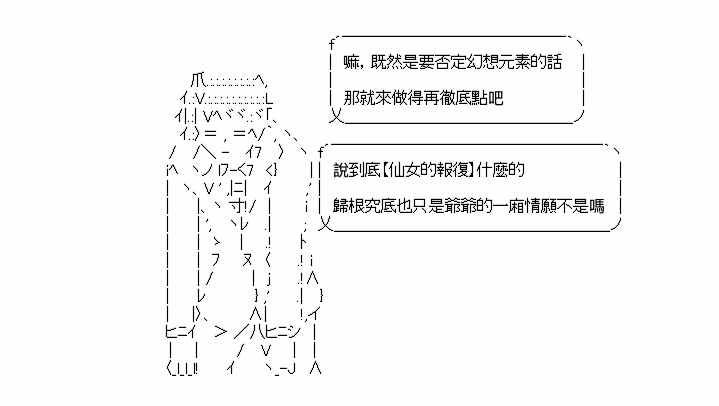 嘛，既然是要否定幻想元素的話
那就來做得再徹底點吧
說到底【仙女的報復】什麼的
歸根究底也只是爺爺的一廂情願不是嗎